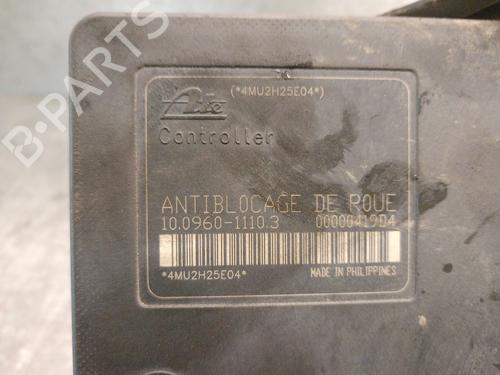 (*4MU2H25E04*)
Ate
Controller
ANTIBLOCAGE DE ROUE
10.0960-1110.3 00000419D4
*4MU2H25E04* MADE IN PHILIPPINES
B-PARTS